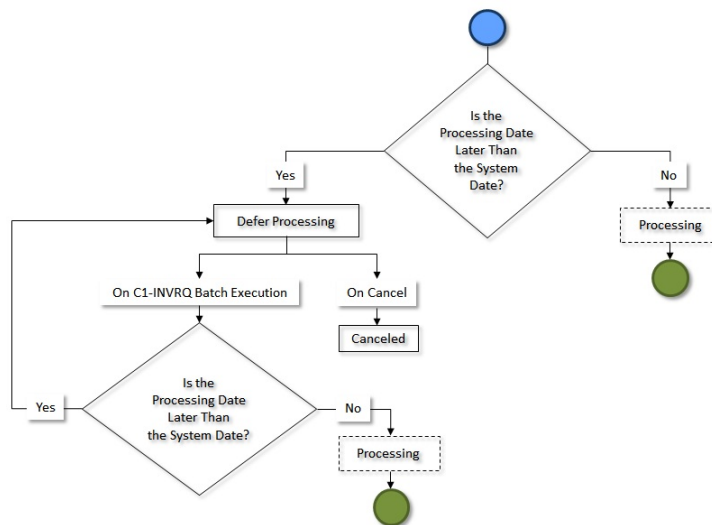 Is the
Processing Date
Later Than
the System
Date?
Yes
No
Defer Processing
Processing
On C1-INVRQ Batch Execution
On Cancel
Canceled
Is the
Processing Date
Later Than
the System Date?
Yes
No
Processing